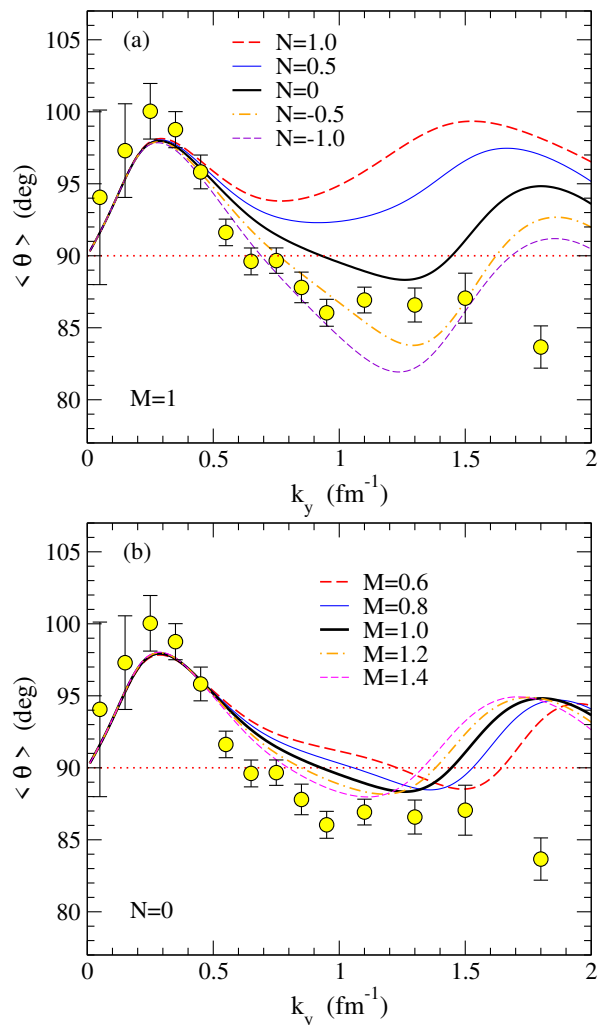 (a)
N=1.0
N=0.5
N=0
N=-0.5
N=-1.0
105
100
95
90
85
80
< θ > (deg)
M=1
0 0.5 1 1.5 2
k_y (fm⁻¹)
(b)
M=0.6
M=0.8
M=1.0
M=1.2
M=1.4
105
100
95
90
85
80
< θ > (deg)
N=0
0 0.5 1 1.5 2
k_y (fm⁻¹)